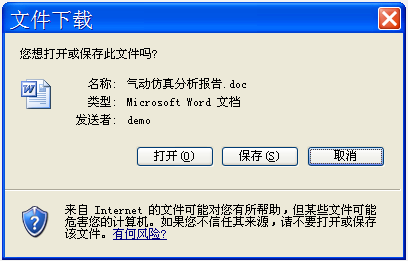 文件下载
您想打开或保存此文件吗?
名称: 气动仿真分析报告.doc
类型: Microsoft Word 文档
发送者: demo
打开(O) 保存(S) 取消
来自 Internet 的文件可能对您有所帮助,但某些文件可能
危害您的计算机。如果您不信任其来源,请不要打开或保存
该文件。有何风险?